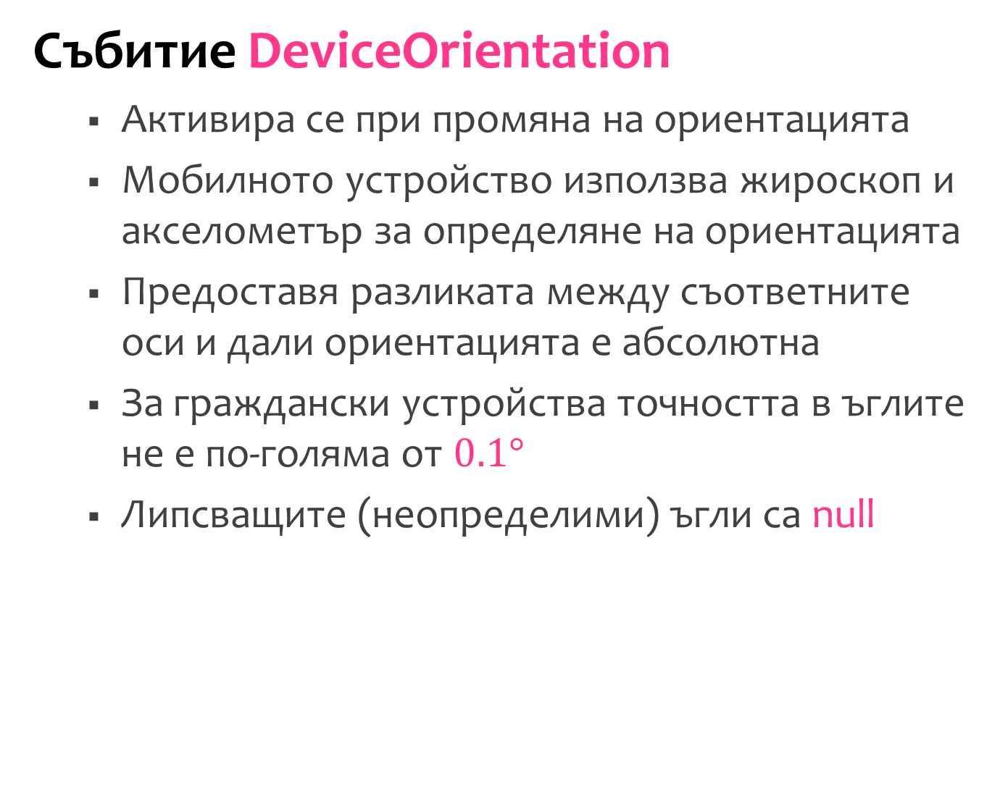 Събитие DeviceOrientation
▪ Активира се при промяна на ориентацията
▪ Мобилното устройство използва жироскоп и
акселометър за определяне на ориентацията
▪ Предоставя разликата между съответните
оси и дали ориентацията е абсолютна
▪ За граждански устройства точността в ъглите
не е по-голяма от 0.1°
▪ Липсващите (неопределими) ъгли са null